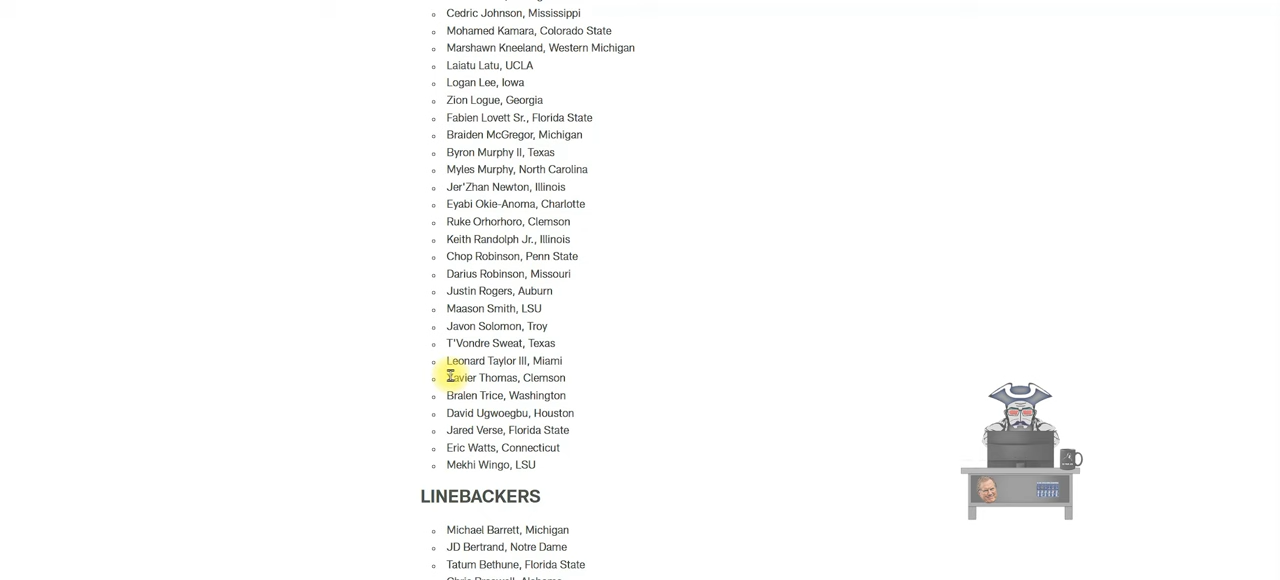 Cedric Johnson, Mississippi
Mohamed Kamara, Colorado State
Marshawn Kneeland, Western Michigan
Laiatu Latu, UCLA
Logan Lee, Iowa
Zion Logue, Georgia
Fabien Lovett Sr., Florida State
Braiden McGregor, Michigan
Byron Murphy II, Texas
Myles Murphy, North Carolina
Jer'Zhan Newton, Illinois
Eyabi Okie-Anoma, Charlotte
Ruke Orhorhoro, Clemson
Keith Randolph Jr., Illinois
Chop Robinson, Penn State
Darius Robinson, Missouri
Justin Rogers, Auburn
Maason Smith, LSU
Javon Solomon, Troy
T'Vondre Sweat, Texas
Leonard Taylor III, Miami
Xavier Thomas, Clemson
Bralen Trice, Washington
David Ugwoegbu, Houston
Jared Verse, Florida State
Eric Watts, Connecticut
Mekhi Wingo, LSU
LINEBACKERS
Michael Barrett, Michigan
JD Bertrand, Notre Dame
Tatum Bethune, Florida State